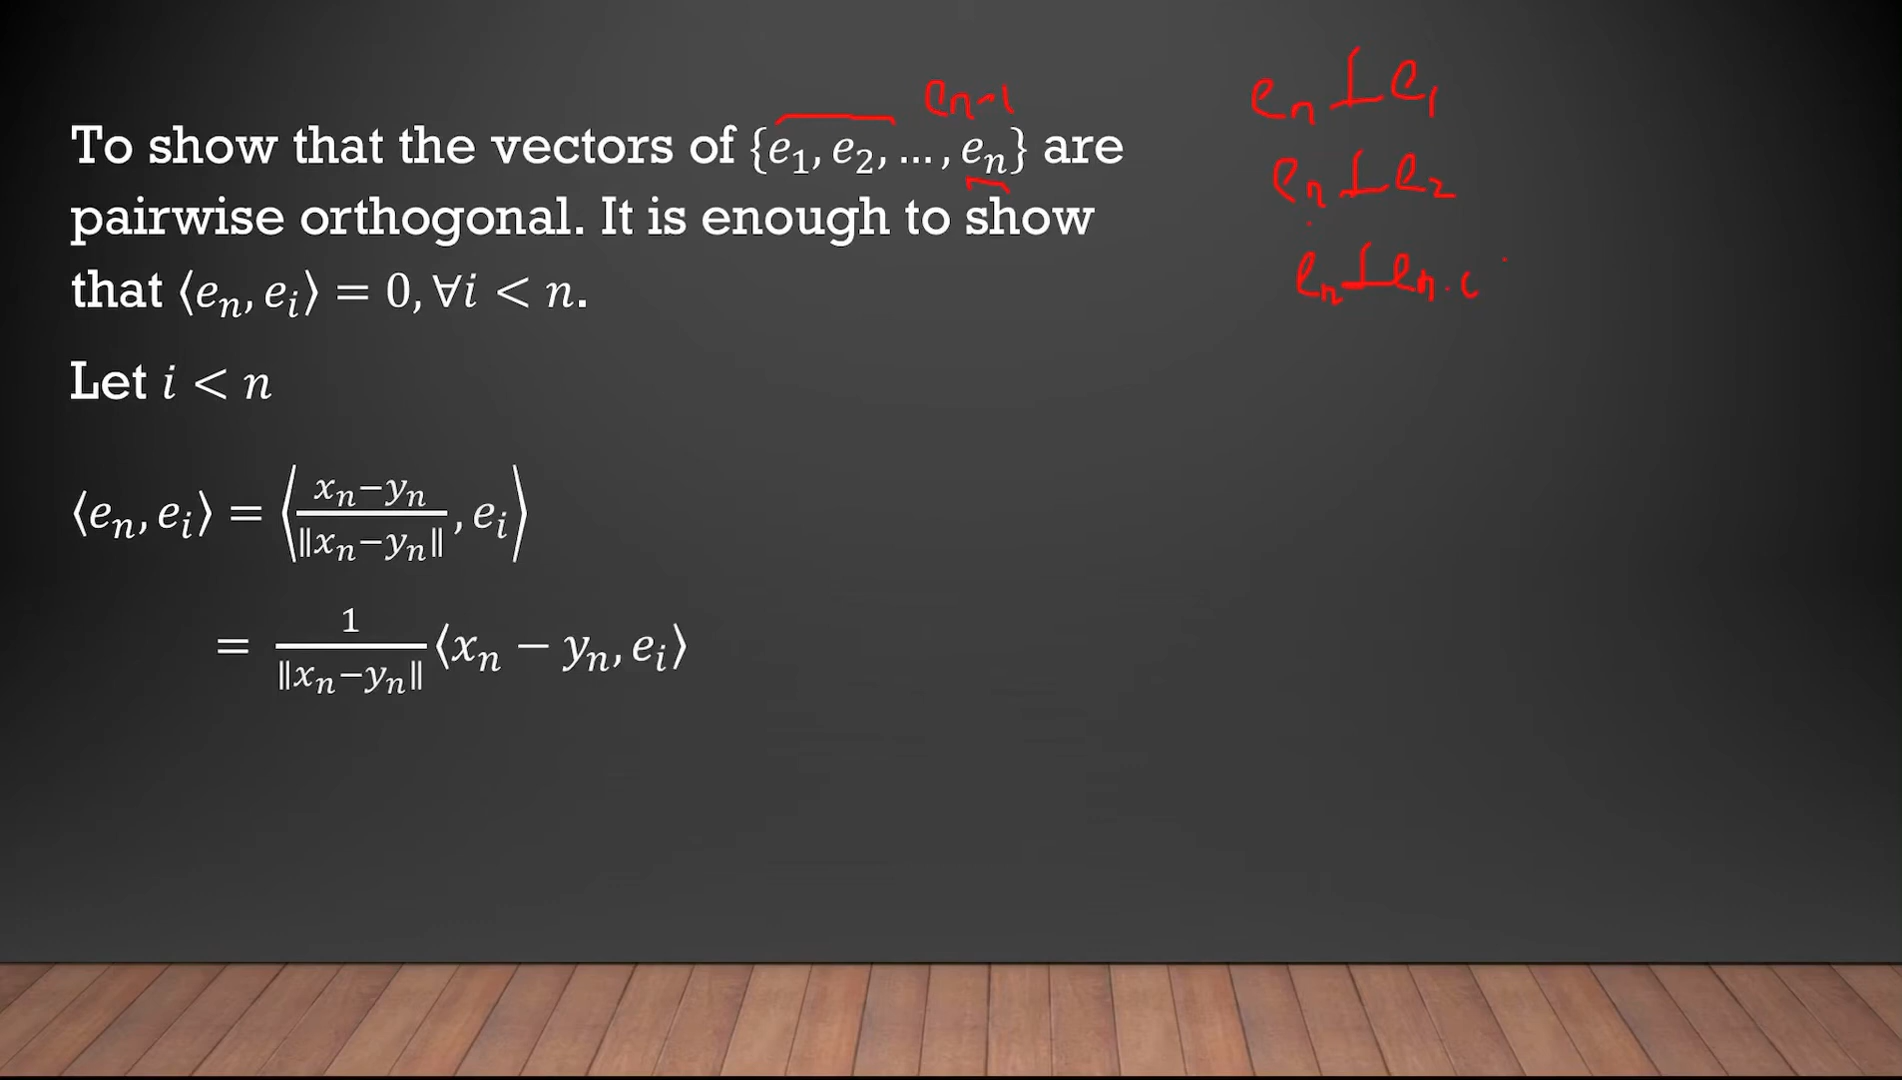 eₙ₋₁
To show that the vectors of {e₁, e₂, … , eₙ} are
pairwise orthogonal. It is enough to show
that ⟨eₙ, eᵢ⟩ = 0, ∀i < n.
Let i < n
⟨eₙ, eᵢ⟩ = ⟨(xₙ−yₙ)/‖xₙ−yₙ‖, eᵢ⟩
= 1/‖xₙ−yₙ‖ ⟨xₙ − yₙ, eᵢ⟩
eₙ ⊥ e₁
eₙ ⊥ e₂
eₙ ⊥